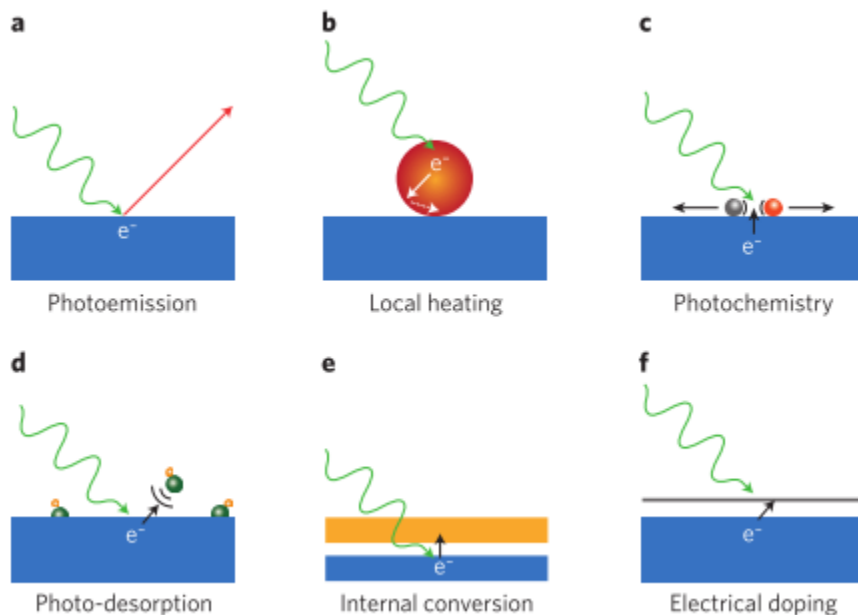 a
b
c
e⁻
e⁻
e⁻
Photoemission
Local heating
Photochemistry
d
e
f
e⁻
e⁻
e⁻
Photo-desorption
Internal conversion
Electrical doping